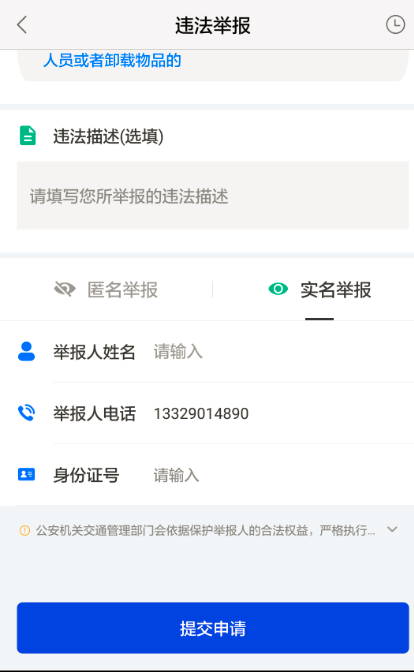 违法举报
人员或者卸载物品的
违法描述(选填)
请填写您所举报的违法描述
匿名举报 实名举报
举报人姓名 请输入
举报人电话 13329014890
身份证号 请输入
公安机关交通管理部门会依据保护举报人的合法权益，严格执行...
提交申请